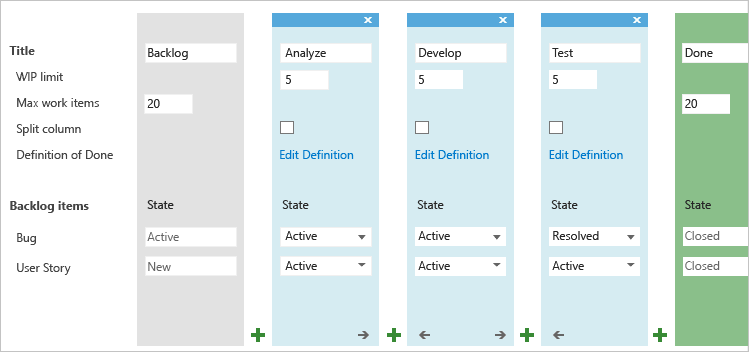 Title Backlog Analyze Develop Test Done
WIP limit 5 5 5
Max work items 20 20
Split column
Definition of Done Edit Definition Edit Definition Edit Definition
Backlog items State State State State State
Bug Active Active Active Resolved Closed
User Story New Active Active Active Closed